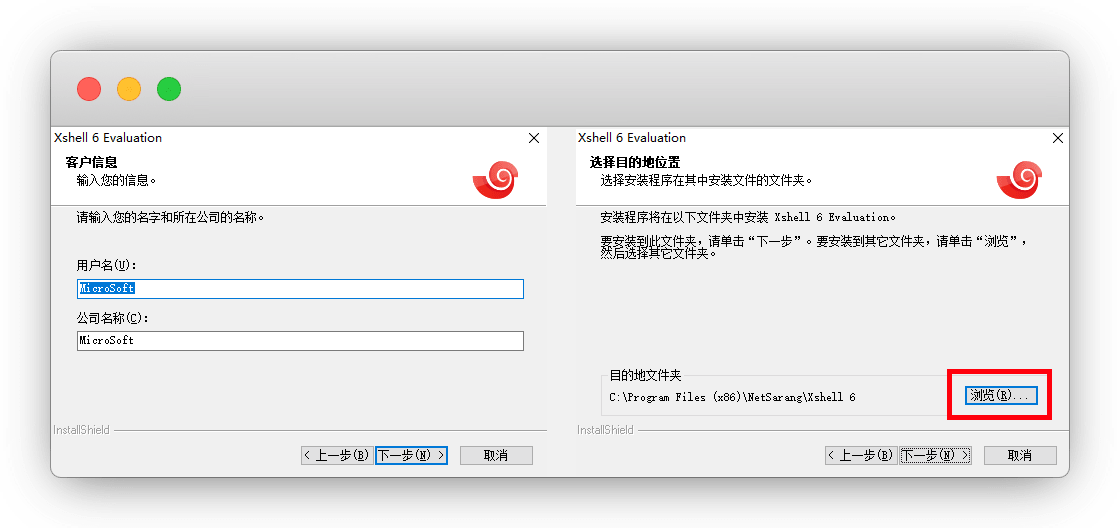 Xshell 6 Evaluation
客户信息
输入您的信息。
请输入您的名字和所在公司的名称。
用户名(U):
MicroSoft
公司名称(C):
MicroSoft
InstallShield
< 上一步(B)
下一步(N) >
取消
Xshell 6 Evaluation
选择目的地位置
选择安装程序在其中安装文件的文件夹。
安装程序将在以下文件夹中安装 Xshell 6 Evaluation。
要安装到此文件夹，请单击“下一步”。要安装到其它文件夹，请单击“浏览”，
然后选择其它文件夹。
目的地文件夹
C:\Program Files (x86)\NetSarang\Xshell 6
浏览(R)...
InstallShield
< 上一步(B)
下一步(N) >
取消